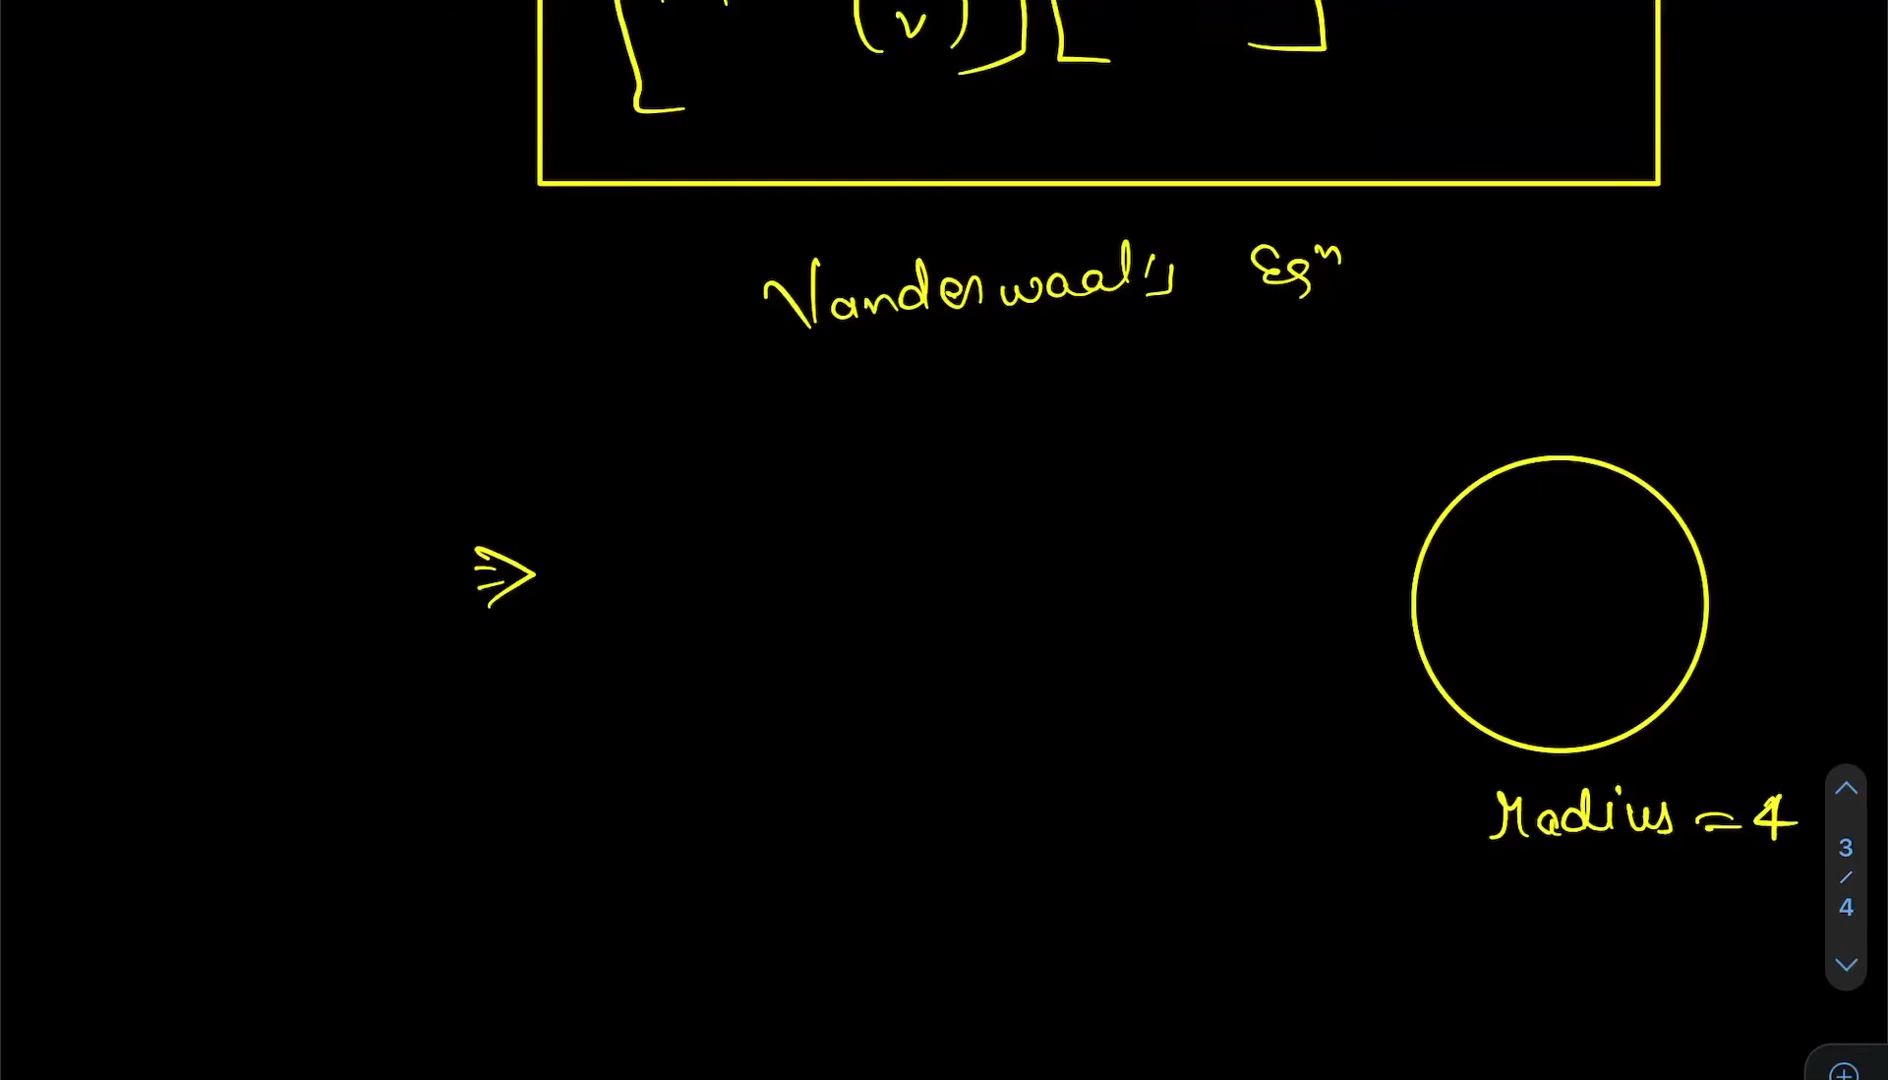 (v)
Vanderwaal's Eqⁿ
radius = 4
3
/
4